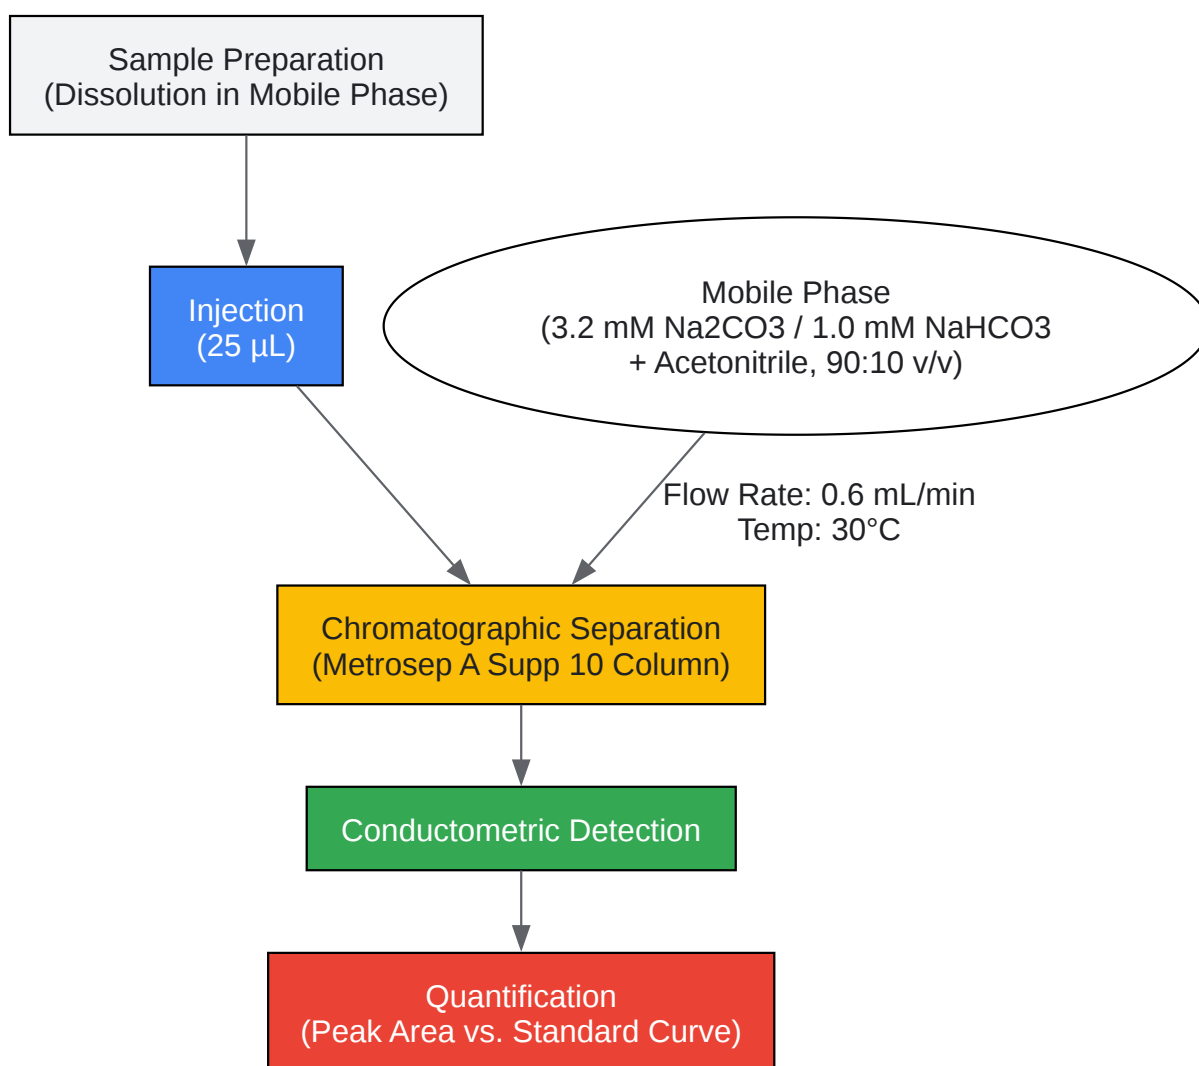 Sample Preparation
(Dissolution in Mobile Phase)
Injection
(25 µL)
Mobile Phase
(3.2 mM Na2CO3 / 1.0 mM NaHCO3
+ Acetonitrile, 90:10 v/v)
Flow Rate: 0.6 mL/min
Temp: 30°C
Chromatographic Separation
(Metrosep A Supp 10 Column)
Conductometric Detection
Quantification
(Peak Area vs. Standard Curve)